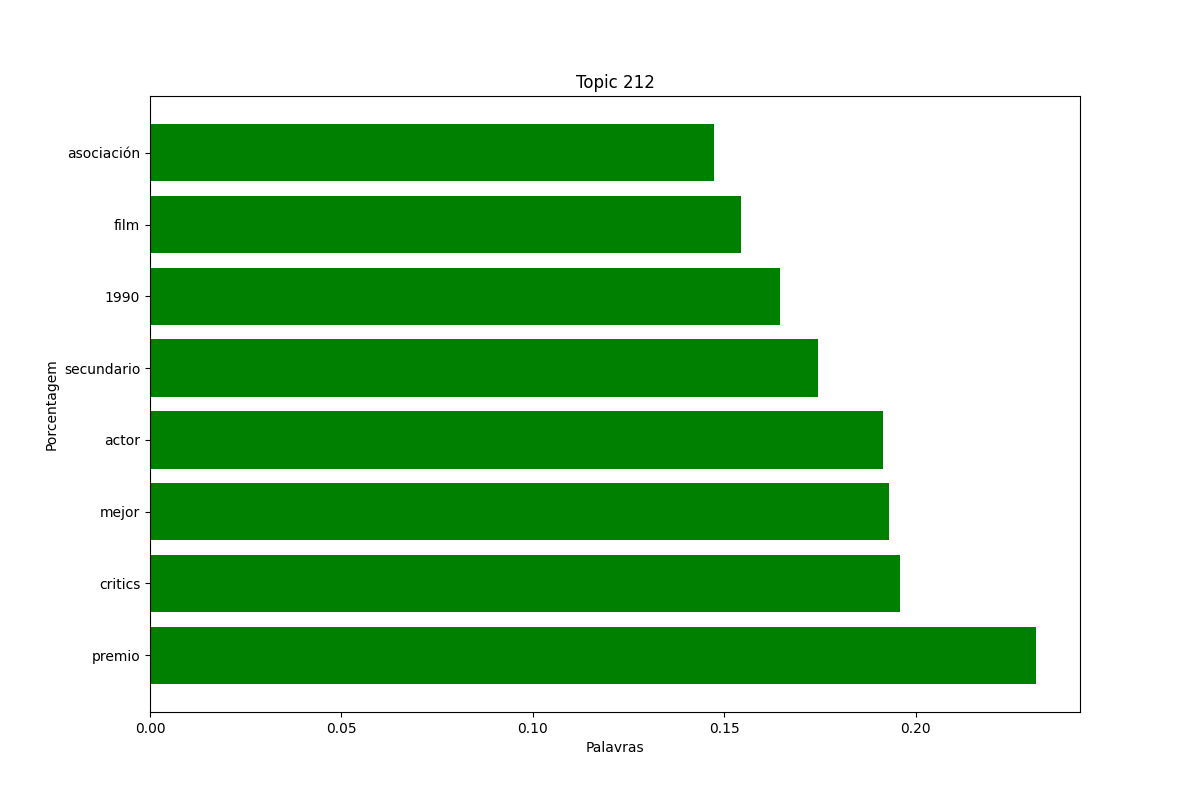 Topic 212
asociación
film
1990
secundario
actor
mejor
critics
premio
Porcentagem
0.00 0.05 0.10 0.15 0.20
Palavras